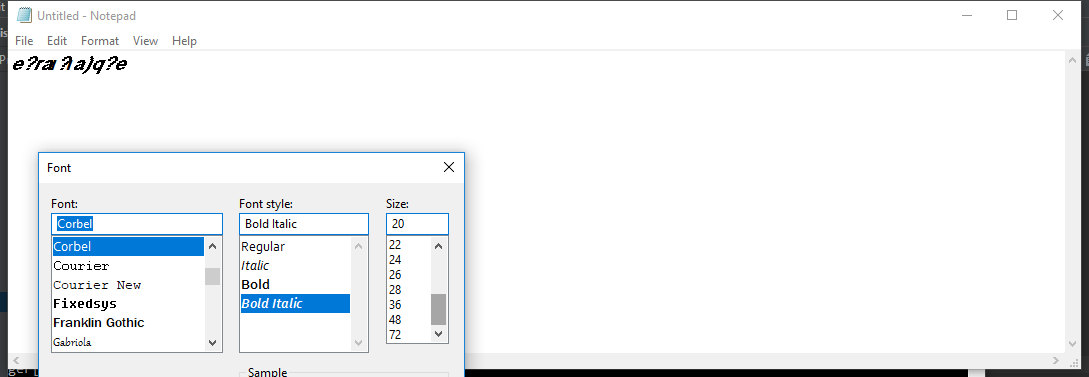 Untitled - Notepad
File Edit Format View Help
Font
Font: Font style: Size:
Corbel Bold Italic 20
Corbel Regular 22
Courier Italic 24
Courier New Bold 26
Fixedsys Bold Italic 28
Franklin Gothic 36
Gabriola 48
72
Sample